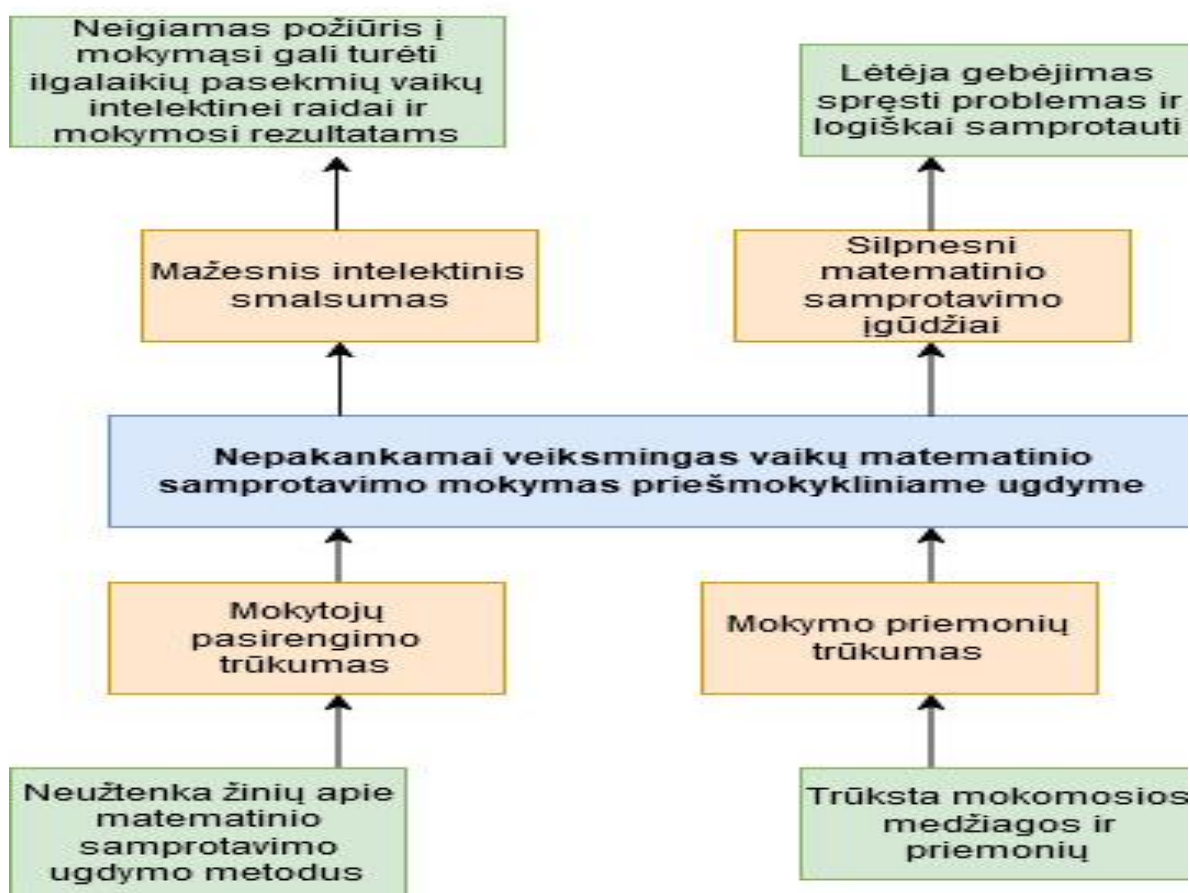 Neigiamas požiūris į
mokymąsi gali turėti
ilgalaikių pasekmių vaikų
intelektinei raidai ir
mokymosi rezultatams
Lėtėja gebėjimas
spręsti problemas ir
logiškai samprotauti
Mažesnis intelektinis
smalsumas
Silpnesni
matematinio
samprotavimo
įgūdžiai
Nepakankamai veiksmingas vaikų matematinio
samprotavimo mokymas priešmokykliniame ugdyme
Mokytojų
pasirengimo
trūkumas
Mokymo priemonių
trūkumas
Neužtenka žinių apie
matematinio
samprotavimo
ugdymo metodus
Trūksta mokomosios
medžiagos ir
priemonių